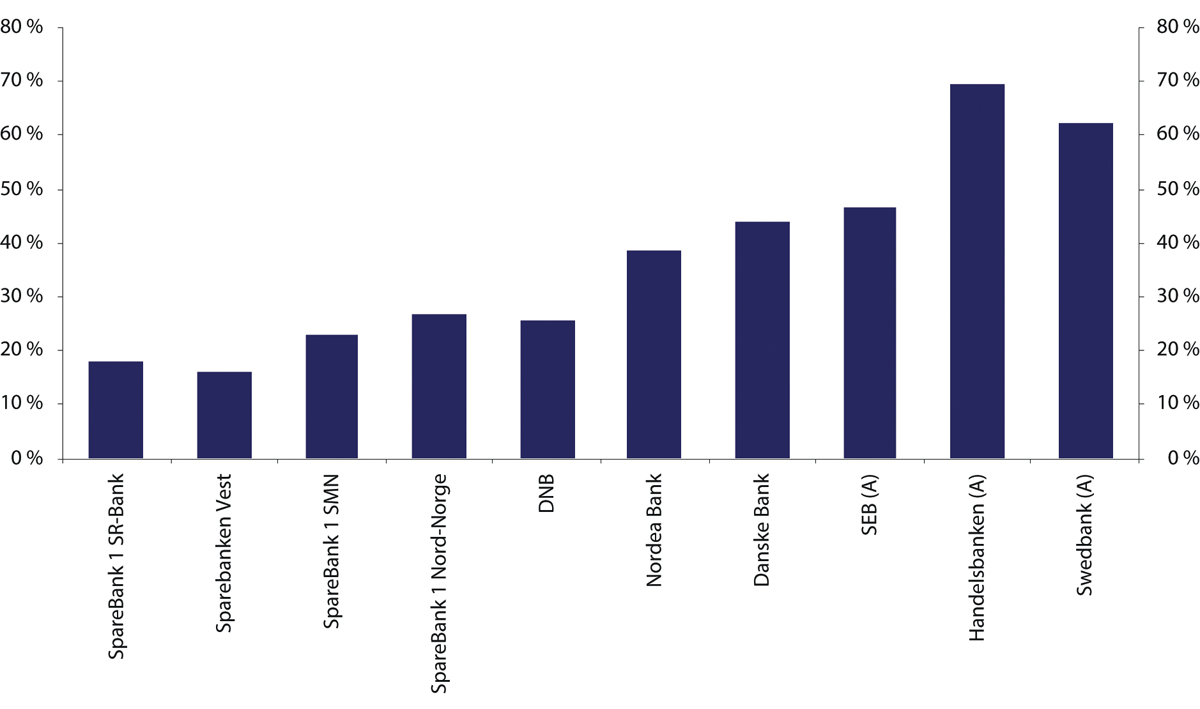 80 %
70 %
60 %
50 %
40 %
30 %
20 %
10 %
0 %
80 %
70 %
60 %
50 %
40 %
30 %
20 %
10 %
0 %
SpareBank 1 SR-Bank
Sparebanken Vest
SpareBank 1 SMN
SpareBank 1 Nord-Norge
DNB
Nordea Bank
Danske Bank
SEB (A)
Handelsbanken (A)
Swedbank (A)